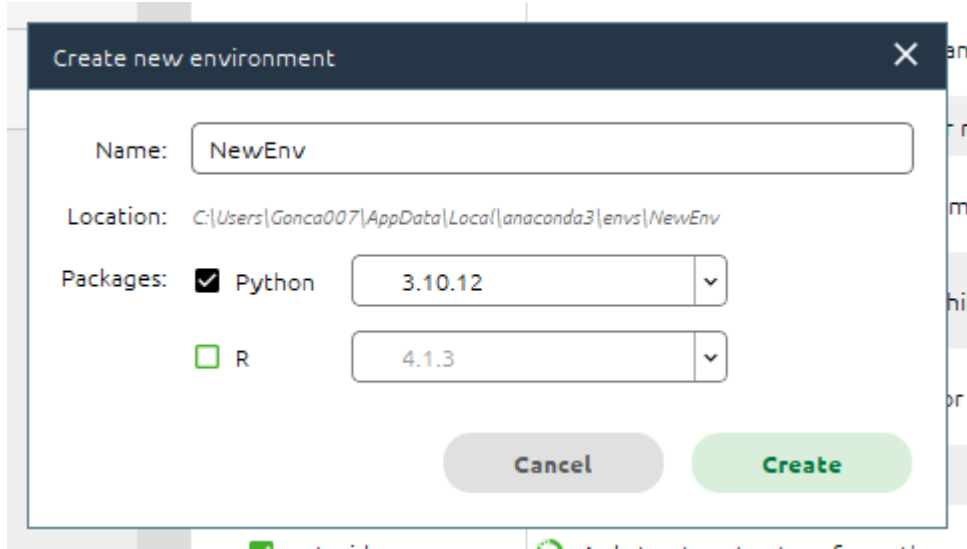 Create new environment
Name: NewEnv
Location: C:\Users\Gonca007\AppData\Local\anaconda3\envs\NewEnv
Packages: Python 3.10.12
R 4.1.3
Cancel Create